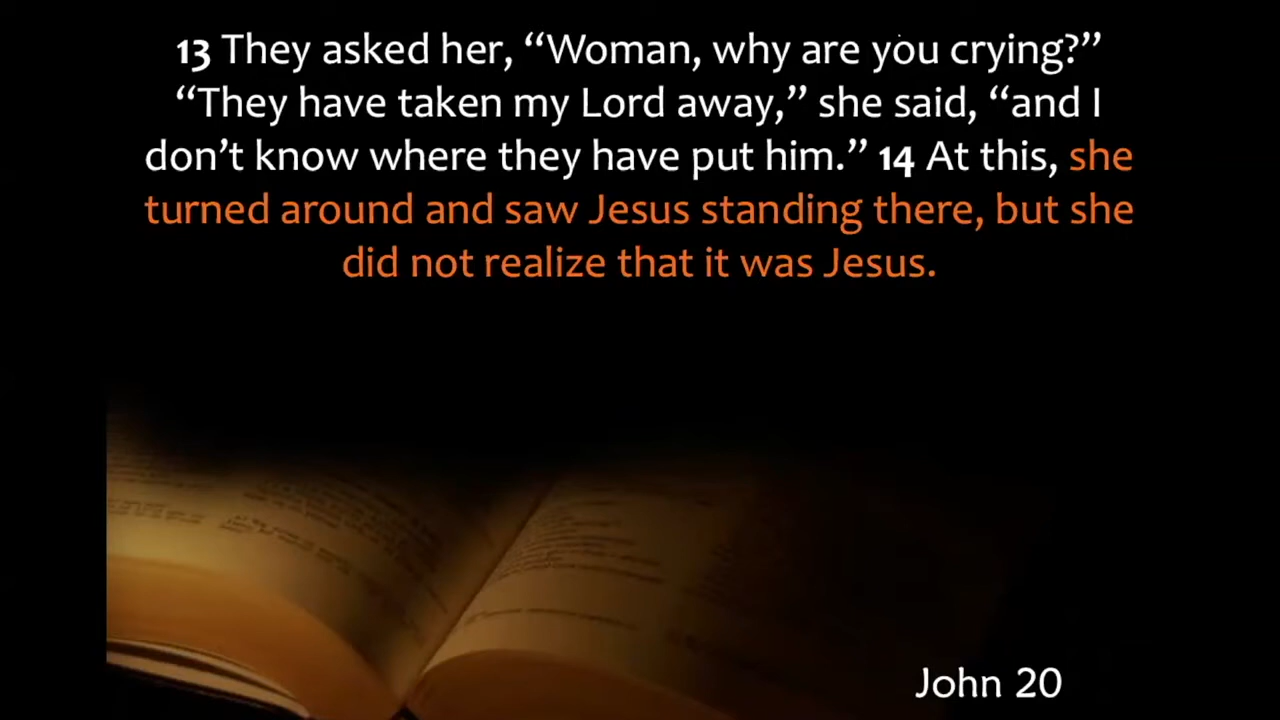 13 They asked her, “Woman, why are you crying?”
“They have taken my Lord away,” she said, “and I
don’t know where they have put him.” 14 At this, she
turned around and saw Jesus standing there, but she
did not realize that it was Jesus.
John 20